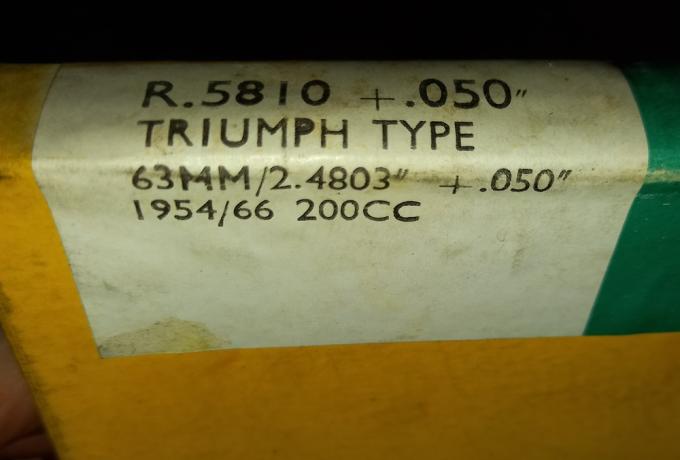 R.5810 +.050"
TRIUMPH TYPE
63MM/2.4803" +.050"
1954/66 200CC